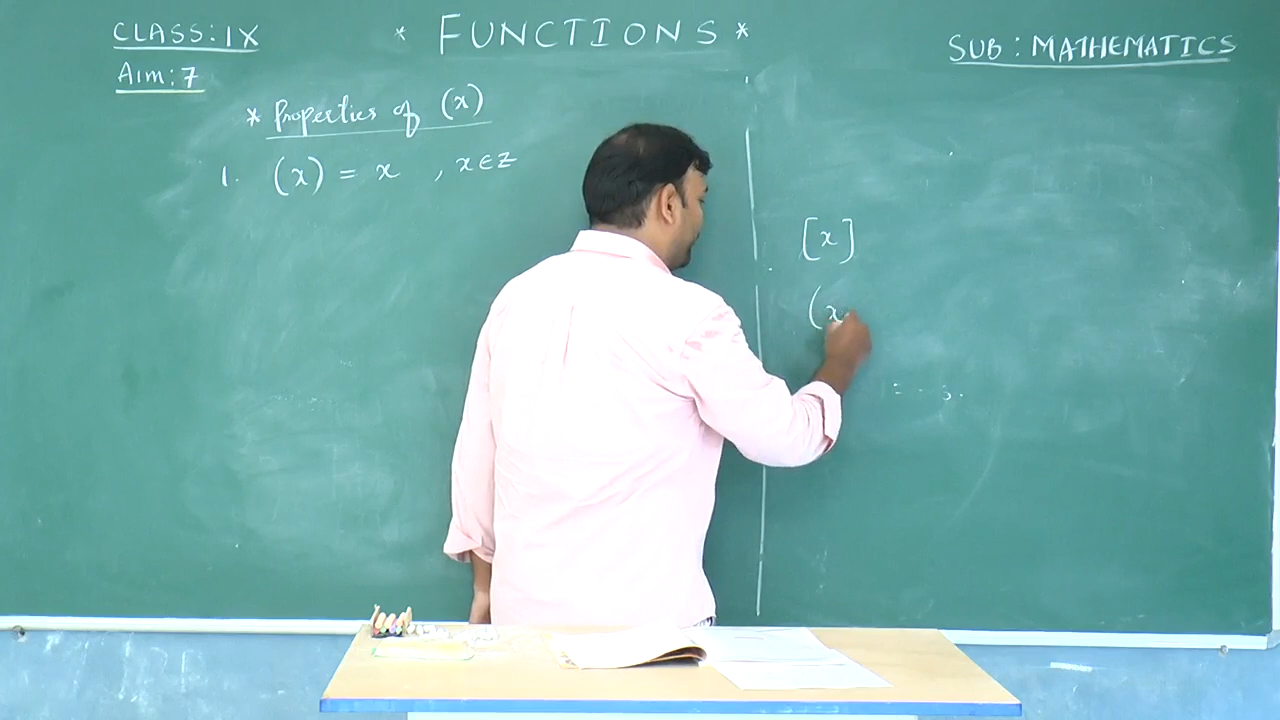 CLASS: IX
* FUNCTIONS *
SUB: MATHEMATICS
Aim: 7
* Properties of (x)
1. (x) = x , x∈Z
[x]
(x